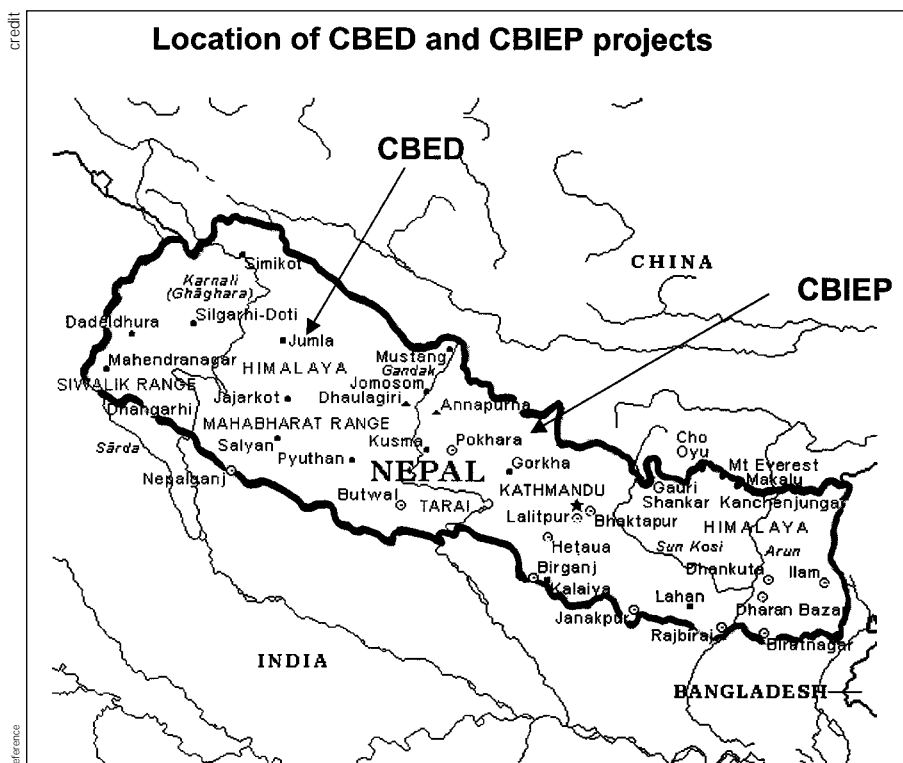 credit
Location of CBED and CBIEP projects
CBED
CHINA
CBIEP
Simikot
Karnali
(Ghāghara)
Silgarhi-Doti
Dadeldhura
Jumla
Mustang
Mahendranagar
HIMALAYA
Gandak
SIWALIK RANGE
Jomosom
Jajarkot
Dhaulagiri
Annapurna
Dhangarhi
MAHABHARAT RANGE
Sārda
Salyan
Kusma
Pokhara
Cho
Oyu
Pyuthan
NEPAL
Gorkha
Mt Everest
Nepalganj
Makalu
Gauri
Shankar
Kanchenjunga
KATHMANDU
Butwal
TARAI
Lalitpur
Bhaktapur
HIMALAYA
Hetaua
Sun Kosi
Arun
Birganj
Dhankuta
Ilam
Kalaiya
Lahan
Dharan Bazar
Janakpur
Rajbiraj
Biratnagar
INDIA
BANGLADESH